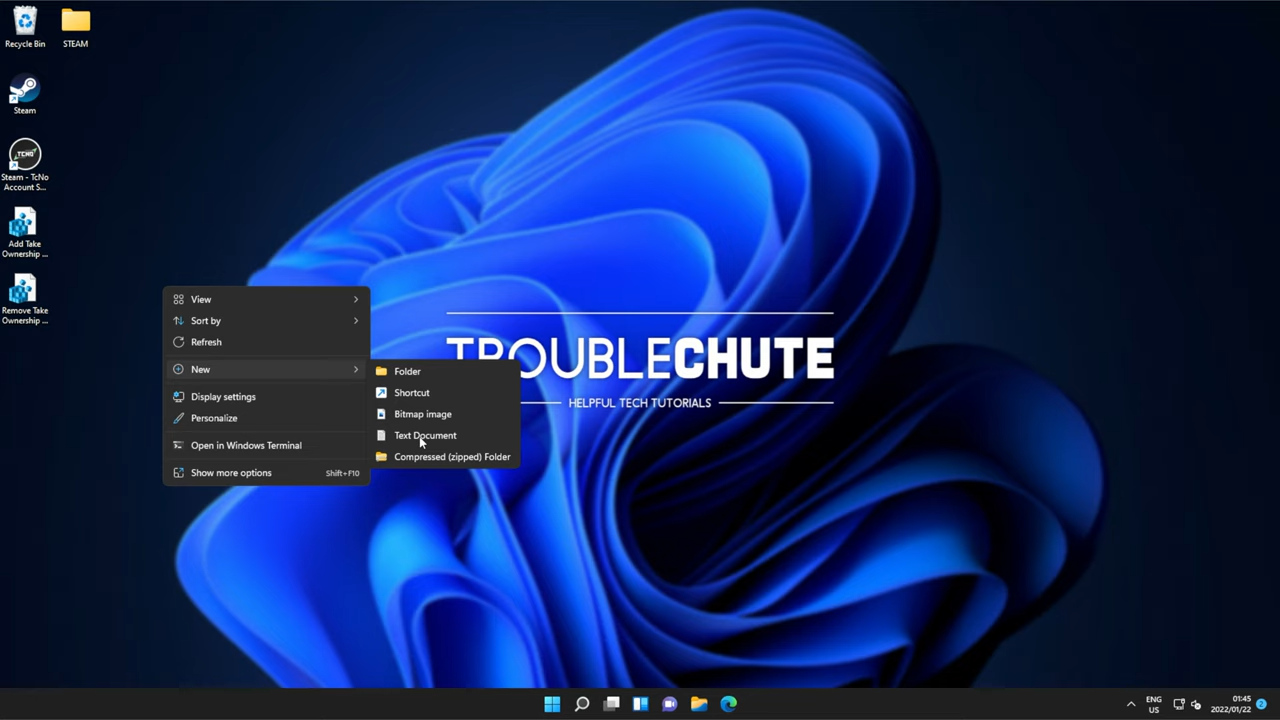 Recycle Bin
STEAM
Steam
TCNO
Steam - TcNo
Account S...
Add Take
Ownership ...
Remove Take
Ownership ...
View
Sort by
Refresh
New
Display settings
Personalize
Open in Windows Terminal
Show more options Shift+F10
Folder
Shortcut
Bitmap image
Text Document
Compressed (zipped) Folder
TROUBLECHUTE
HELPFUL TECH TUTORIALS
ENG
US
01:45
2022/01/22
2